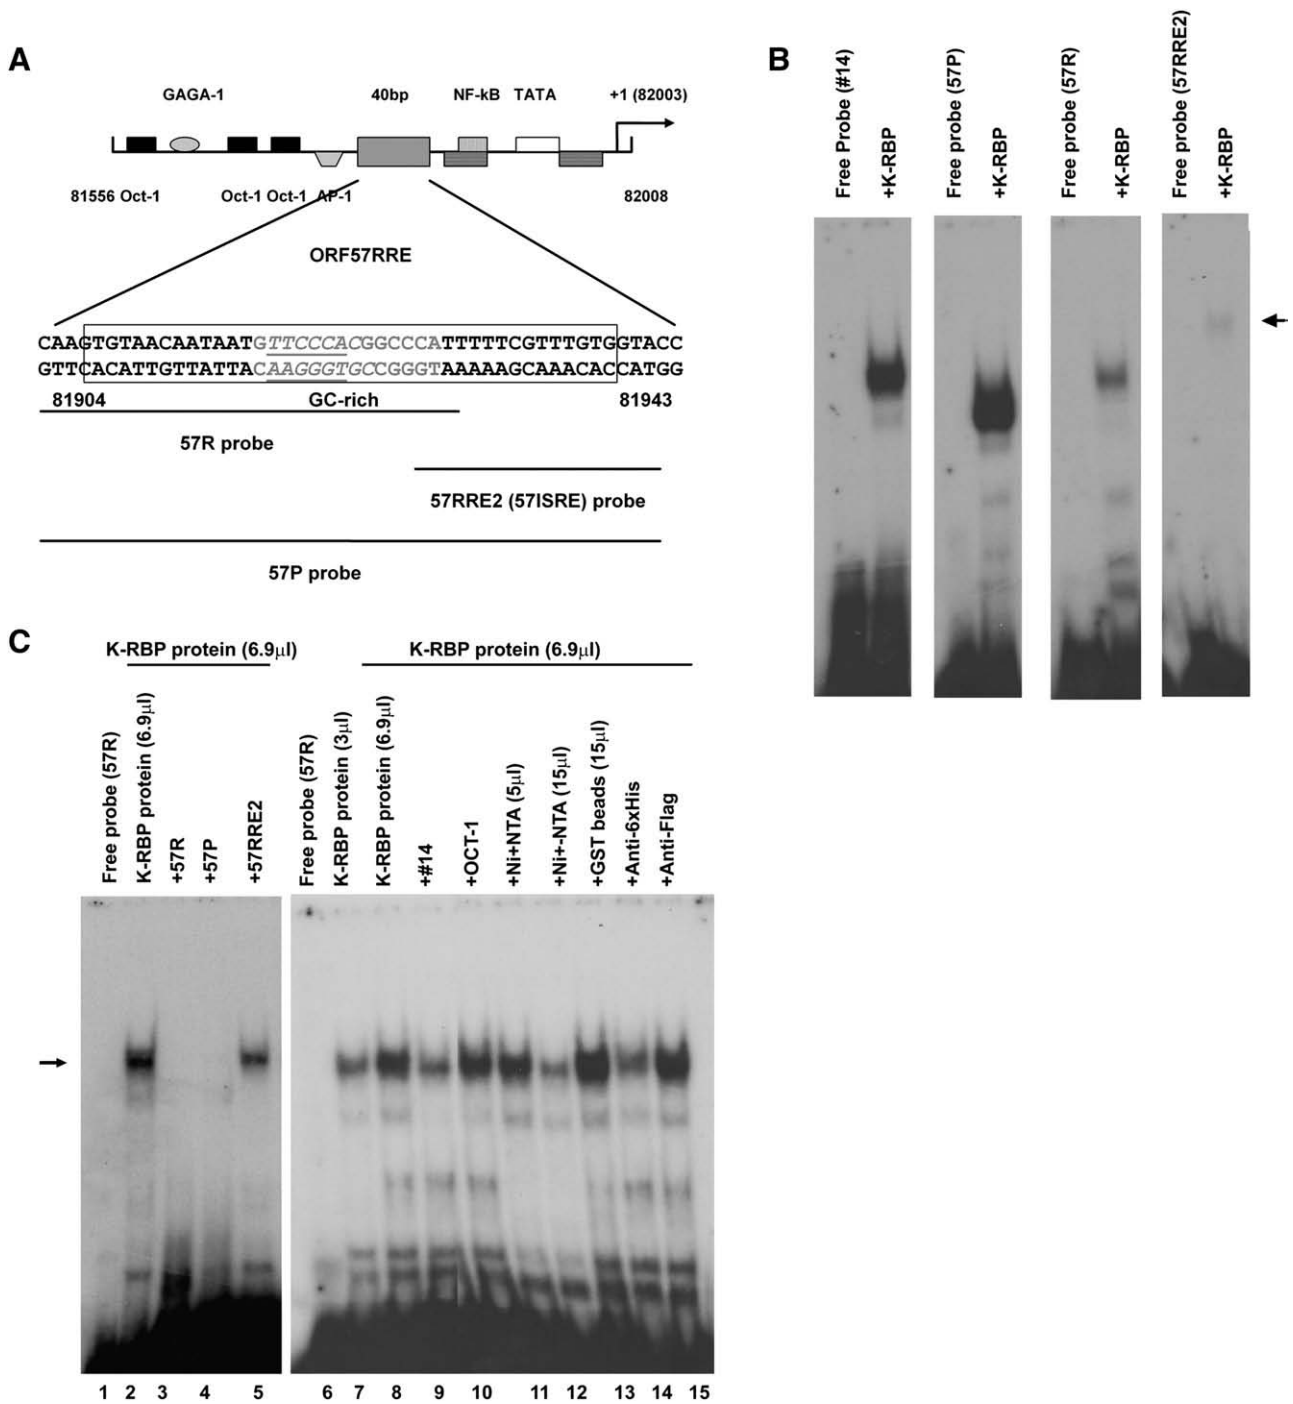 A
GAGA-1 40bp NF-kB TATA +1 (82003)
81556 Oct-1 Oct-1 Oct-1 AP-1 82008
ORF57RRE
CAAGTGTAACAATAATGTTCCCACGGCCCATTTTTCGTTTGTGGTACC
GTTCACATTGTTATTACAAGGGTGCCGGGTAAAAAGCAAACACCATGG
81904 GC-rich 81943
57R probe
57RRE2 (57ISRE) probe
57P probe
B
Free Probe (#14)
+K-RBP
Free probe (57P)
+K-RBP
Free probe (57R)
+K-RBP
Free probe (57RRE2)
+K-RBP
C
K-RBP protein (6.9µl) K-RBP protein (6.9µl)
Free probe (57R)
K-RBP protein (6.9µl)
+57R
+57P
+57RRE2
Free probe (57R)
K-RBP protein (3µl)
K-RBP protein (6.9µl)
+#14
+OCT-1
+Ni+NTA (5µl)
+Ni+-NTA (15µl)
+GST beads (15µl)
+Anti-6xHis
+Anti-Flag
1 2 3 4 5 6 7 8 9 10 11 12 13 14 15